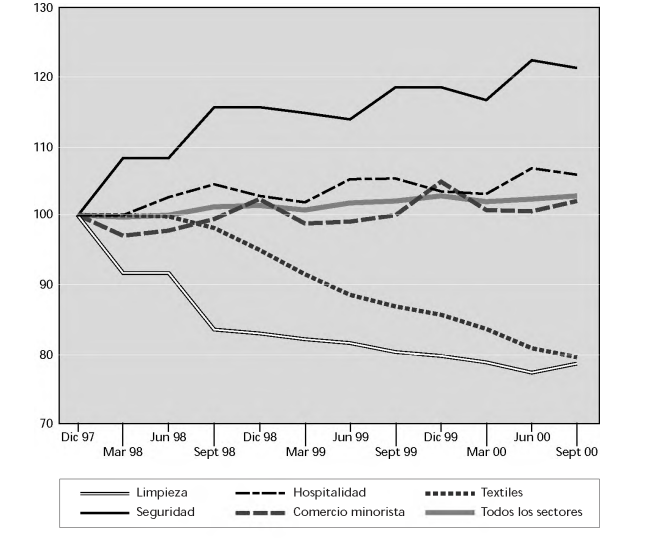 130
120
110
100
90
80
70
Dic 97
Mar 98
Jun 98
Sept 98
Dic 98
Mar 99
Jun 99
Sept 99
Dic 99
Mar 00
Jun 00
Sept 00
Limpieza
Hospitalidad
Textiles
Seguridad
Comercio minorista
Todos los sectores